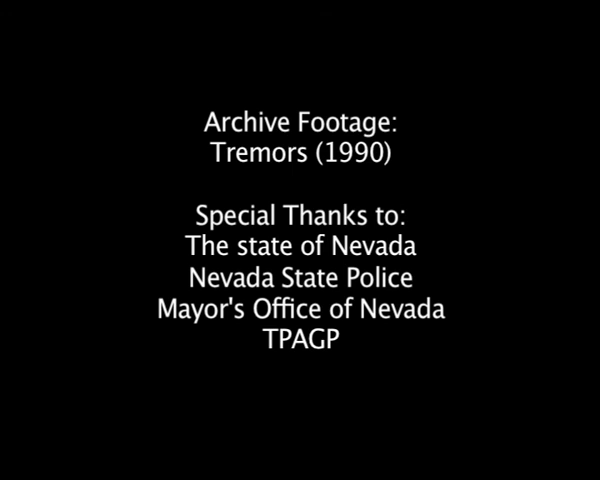 Archive Footage:
Tremors (1990)
Special Thanks to:
The state of Nevada
Nevada State Police
Mayor's Office of Nevada
TPAGP